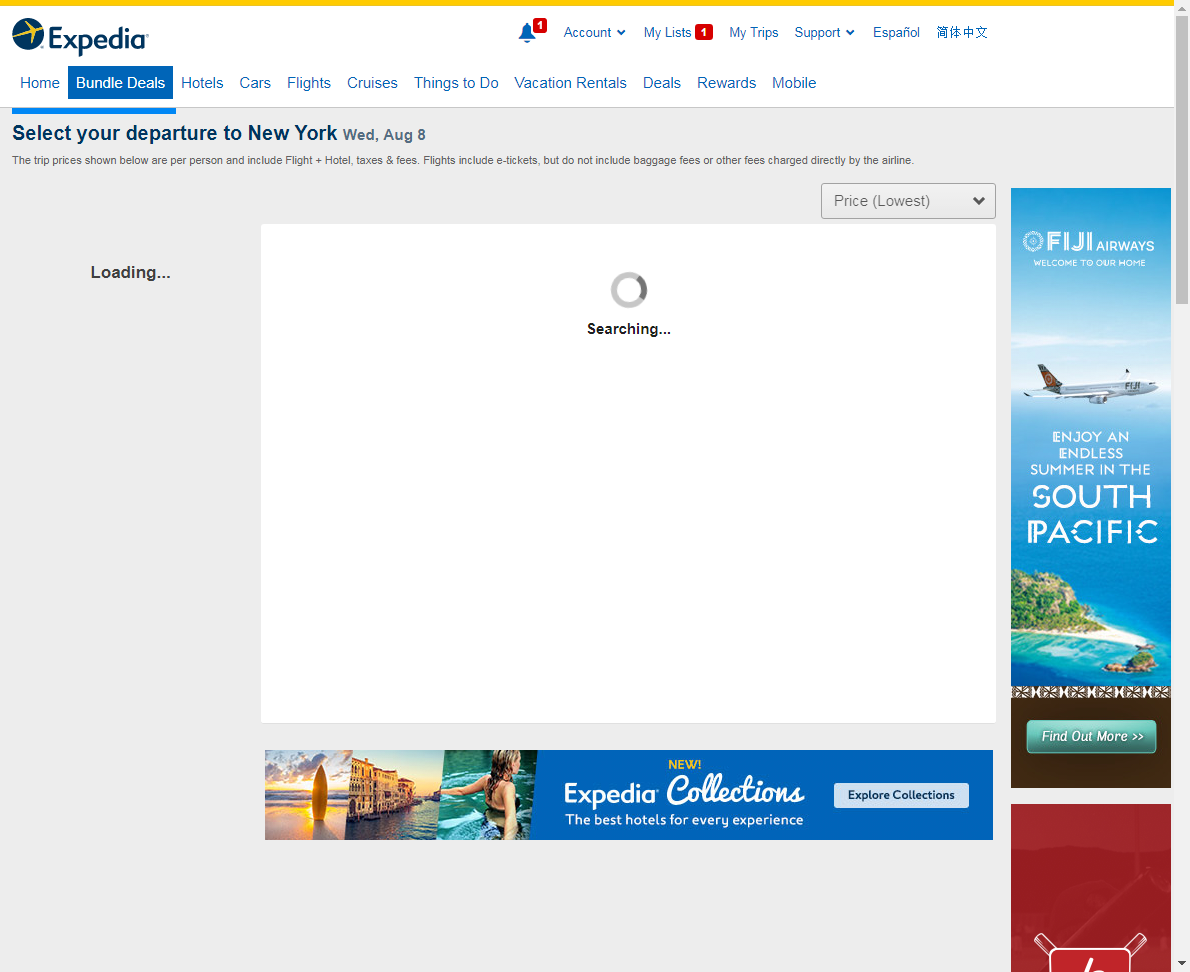 Expedia
1
Account
My Lists 1
My Trips
Support
Español
简体中文
Home
Bundle Deals
Hotels
Cars
Flights
Cruises
Things to Do
Vacation Rentals
Deals
Rewards
Mobile
Select your departure to New York Wed, Aug 8
The trip prices shown below are per person and include Flight + Hotel, taxes & fees. Flights include e-tickets, but do not include baggage fees or other fees charged directly by the airline.
Price (Lowest)
Loading...
Searching...
FIJI AIRWAYS
WELCOME TO OUR HOME
FIJI
ENJOY AN
ENDLESS
SUMMER IN THE
SOUTH
PACIFIC
Find Out More >>
NEW!
Expedia Collections
The best hotels for every experience
Explore Collections